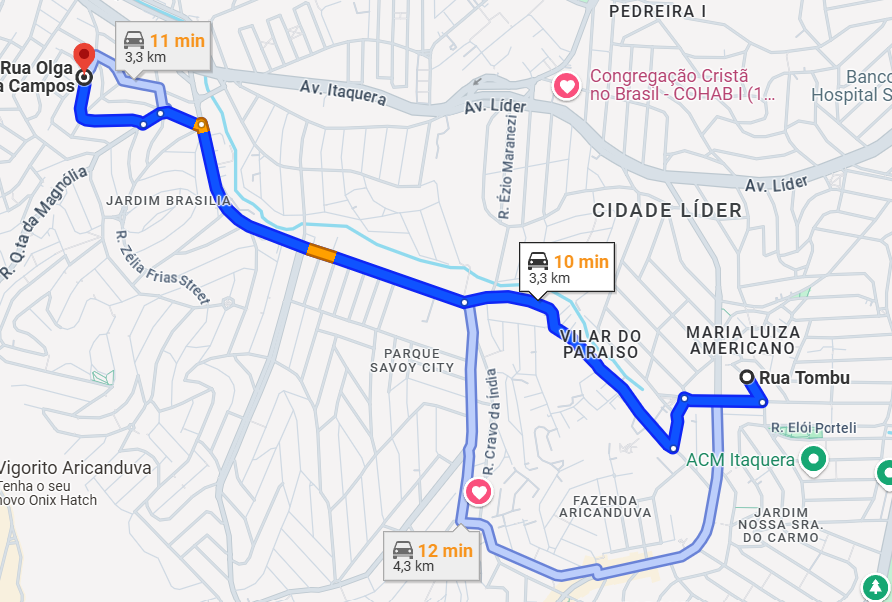 PEDREIRA I
11 min
3,3 km
Rua Olga
a Campos
Av. Itaquera
Av. Líder
Congregação Cristã
no Brasil - COHAB I (1...
Banco
Hospital S
R. Ézio Maranezi
Av. Líder
R. Q.ta da Magnólia
JARDIM BRASILIA
CIDADE LÍDER
R. Zélia Frias Street
10 min
3,3 km
VILAR DO
PARAISO
MARIA LUIZA
AMERICANO
PARQUE
SAVOY CITY
Rua Tombu
R. Cravo da índia
R. Elói Porteli
ACM Itaquera
Vigorito Aricanduva
Tenha o seu
novo Onix Hatch
FAZENDA
ARICANDUVA
JARDIM
NOSSA SRA.
DO CARMO
12 min
4,3 km